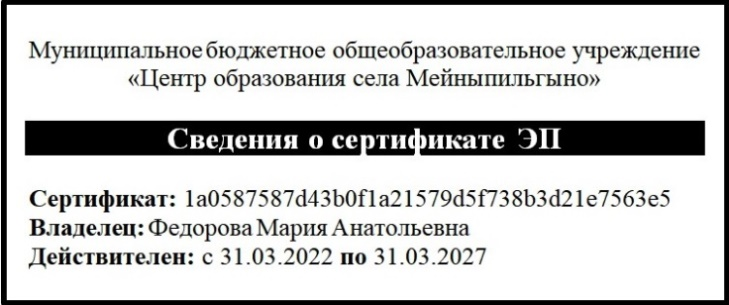 Муниципальное бюджетное общеобразовательное учреждение
«Центр образования села Мейныпильгыно»
Сведения о сертификате ЭП
Сертификат: 1a0587587d43b0f1a21579d5f738b3d21e7563e5
Владелец: Федорова Мария Анатольевна
Действителен: с 31.03.2022 по 31.03.2027